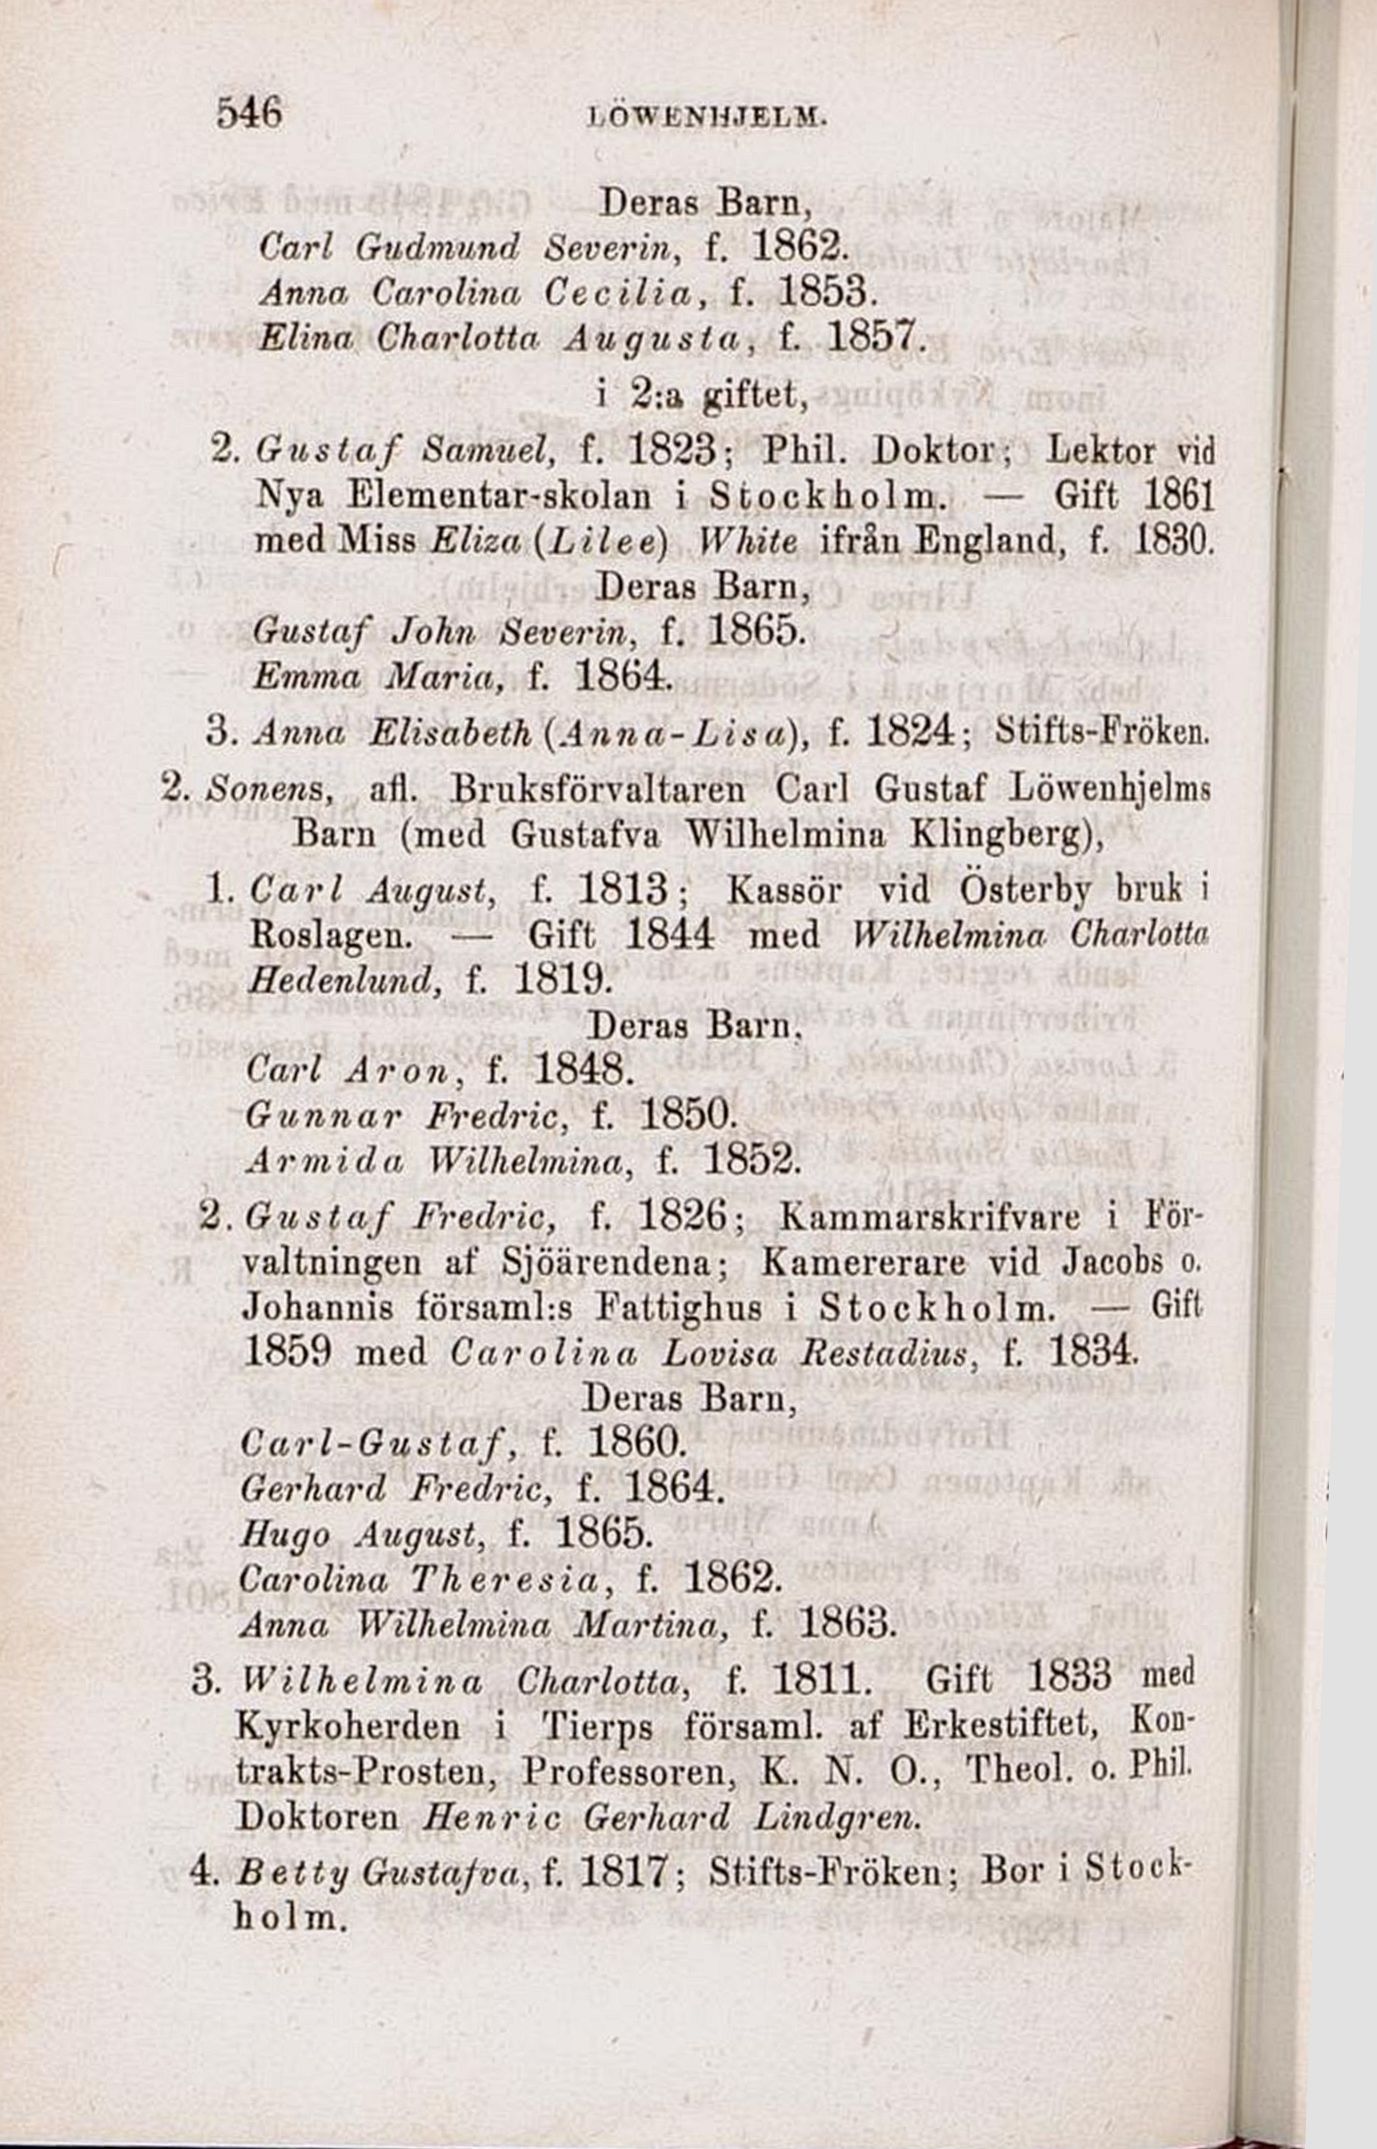 546 LÖWENHJELM.
Deras Barn,
Carl Gudmund Severin, f. 1862.
Anna Carolina Cecilia, f. 1853.
Elina Charlotta Augusta, f. 1857.
i 2:a giftet,
2. Gustaf Samuel, f. 1823; Phil. Doktor; Lektor vid
Nya Elementar-skolan i Stockholm. — Gift 1861
med Miss Eliza (Lilee) White ifrån England, f. 1830.
Deras Barn,
Gustaf John Severin, f. 1865.
Emma Maria, f. 1864.
3. Anna Elisabeth (Anna-Lisa), f. 1824; Stifts-Fröken.
2. Sonens, afl. Bruksförvaltaren Carl Gustaf Löwenhjelms
Barn (med Gustafva Wilhelmina Klingberg),
1. Carl August, f. 1813; Kassör vid Österby bruk i
Roslagen. — Gift 1844 med Wilhelmina Charlotta
Hedenlund, f. 1819.
Deras Barn,
Carl Aron, f. 1848.
Gunnar Fredric, f. 1850.
Armida Wilhelmina, f. 1852.
2. Gustaf Fredric, f. 1826; Kammarskrifvare i För-
valtningen af Sjöärendena; Kamererare vid Jacobs o.
Johannis församl:s Fattighus i Stockholm. — Gift
1859 med Carolina Lovisa Restadius, f. 1834.
Deras Barn,
Carl-Gustaf, f. 1860.
Gerhard Fredric, f. 1864.
Hugo August, f. 1865.
Carolina Theresia, f. 1862.
Anna Wilhelmina Martina, f. 1863.
3. Wilhelmina Charlotta, f. 1811. Gift 1833 med
Kyrkoherden i Tierps församl. af Erkestiftet, Kon-
trakts-Prosten, Professoren, K. N. O., Theol. o. Phil.
Doktoren Henric Gerhard Lindgren.
4. Betty Gustafva, f. 1817; Stifts-Fröken; Bor i Stock-
holm.